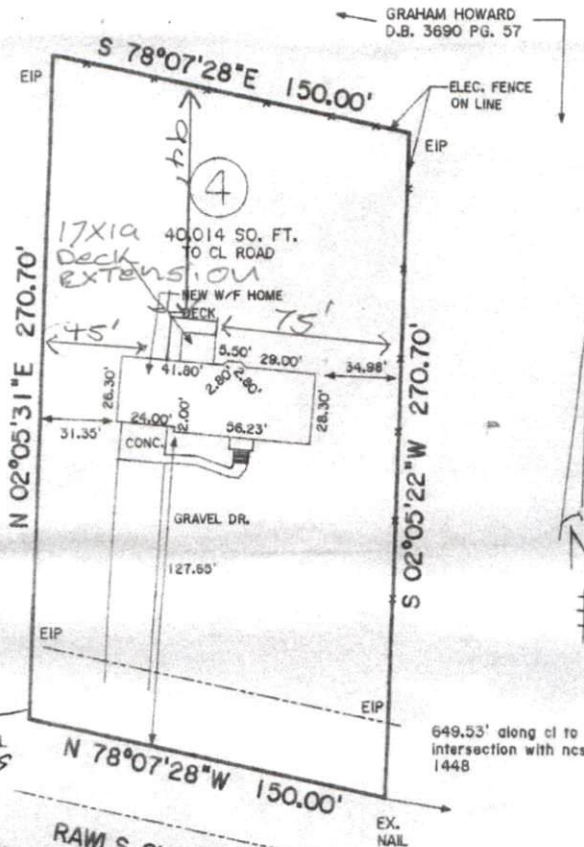 GRAHAM HOWARD
D.B. 3690 PG. 57
S 78°07'28"E 150.00'
EIP
ELEC. FENCE
ON LINE
EIP
94'
4
17X19
Deck
EXTENSION
40,014 SQ. FT.
TO CL ROAD
NEW W/F HOME
DECK
45'
75'
N 02°05'31"E 270.70'
S 02°05'22"W 270.70'
5.50'
29.00'
41.80'
2.80'
2.80'
34.98'
26.30'
28.30'
24.00'
2.00'
56.23'
31.35'
CONC.
GRAVEL DR.
127.65'
EIP
EIP
649.53' along cl to
intersection with ncs
1448
N 78°07'28"W 150.00'
EX.
NAIL
RAWLS